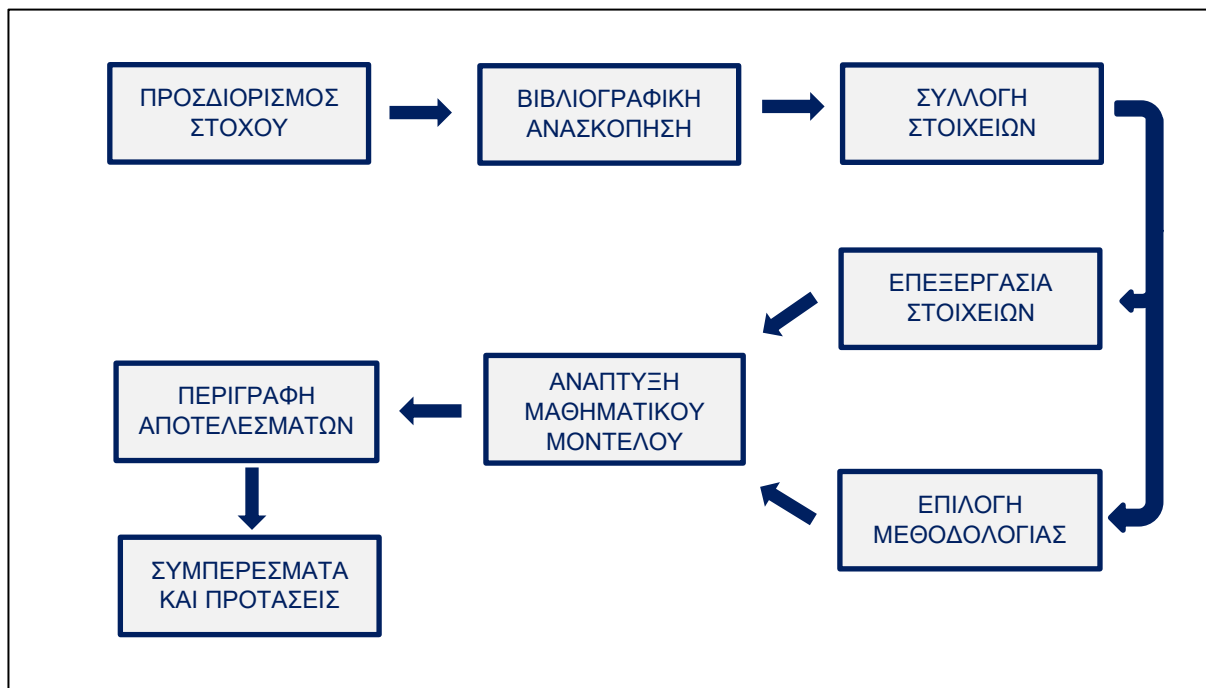 ΠΡΟΣΔΙΟΡΙΣΜΟΣ
ΣΤΟΧΟΥ
ΒΙΒΛΙΟΓΡΑΦΙΚΗ
ΑΝΑΣΚΟΠΗΣΗ
ΣΥΛΛΟΓΗ
ΣΤΟΙΧΕΙΩΝ
ΕΠΕΞΕΡΓΑΣΙΑ
ΣΤΟΙΧΕΙΩΝ
ΕΠΙΛΟΓΗ
ΜΕΘΟΔΟΛΟΓΙΑΣ
ΑΝΑΠΤΥΞΗ
ΜΑΘΗΜΑΤΙΚΟΥ
ΜΟΝΤΕΛΟΥ
ΠΕΡΙΓΡΑΦΗ
ΑΠΟΤΕΛΕΣΜΑΤΩΝ
ΣΥΜΠΕΡΕΣΜΑΤΑ
ΚΑΙ ΠΡΟΤΑΣΕΙΣ